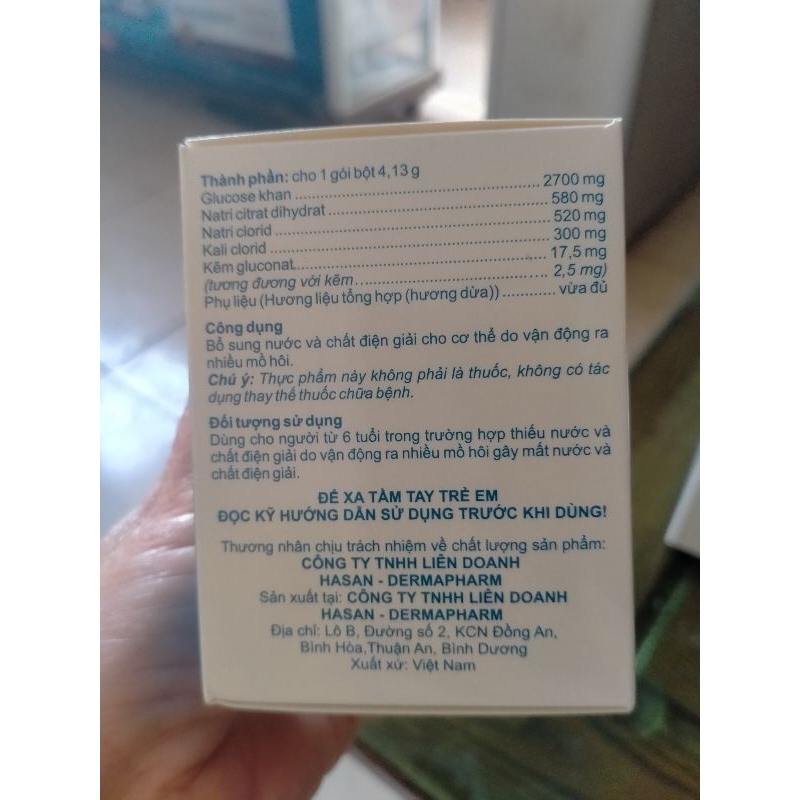 Thành phần: cho 1 gói bột 4,13 g
Glucose khan ........ 2700 mg
Natri citrat dihydrat ........ 580 mg
Natri clorid ........ 520 mg
Kali clorid ........ 300 mg
Kẽm gluconat ........ 17,5 mg
(tương đương với kẽm ........ 2,5 mg)
Phụ liệu (Hương liệu tổng hợp (hương dừa)) ........ vừa đủ
Công dụng
Bổ sung nước và chất điện giải cho cơ thể do vận động ra
nhiều mồ hôi.
Chú ý: Thực phẩm này không phải là thuốc, không có tác
dụng thay thế thuốc chữa bệnh.
Đối tượng sử dụng
Dùng cho người từ 6 tuổi trong trường hợp thiếu nước và
chất điện giải do vận động ra nhiều mồ hôi gây mất nước và
chất điện giải.
ĐỂ XA TẦM TAY TRẺ EM
ĐỌC KỸ HƯỚNG DẪN SỬ DỤNG TRƯỚC KHI DÙNG!
Thương nhân chịu trách nhiệm về chất lượng sản phẩm:
CÔNG TY TNHH LIÊN DOANH
HASAN - DERMAPHARM
Sản xuất tại: CÔNG TY TNHH LIÊN DOANH
HASAN - DERMAPHARM
Địa chỉ: Lô B, Đường số 2, KCN Đồng An,
Bình Hòa,Thuận An, Bình Dương
Xuất xứ: Việt Nam